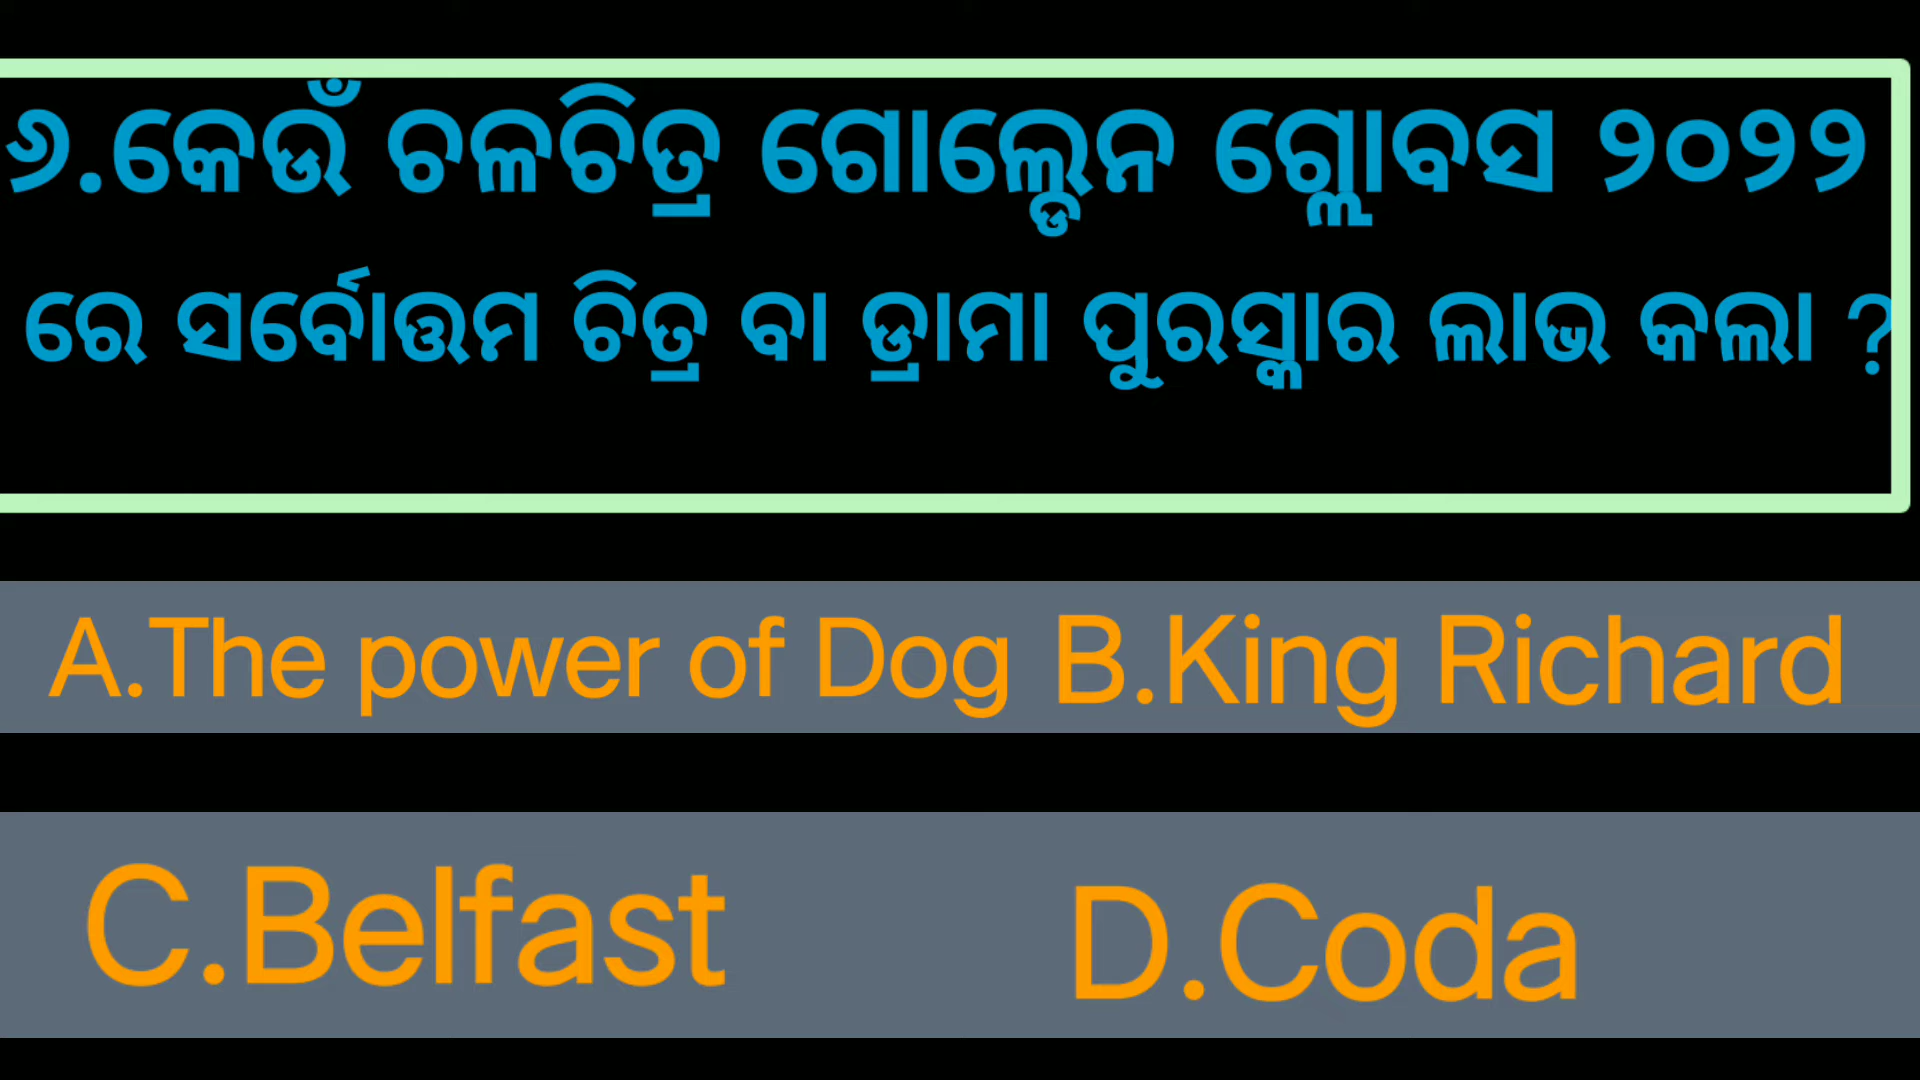 ୬.କେଉଁ ଚଳଚିତ୍ର ଗୋଲ୍ଡେନ ଗ୍ଲୋବସ ୨୦୨୨
ରେ ସର୍ବୋତ୍ତମ ଚିତ୍ର ବା ଡ୍ରାମା ପୁରସ୍କାର ଲାଭ କଲା ?
A.The power of Dog B.King Richard
C.Belfast D.Coda